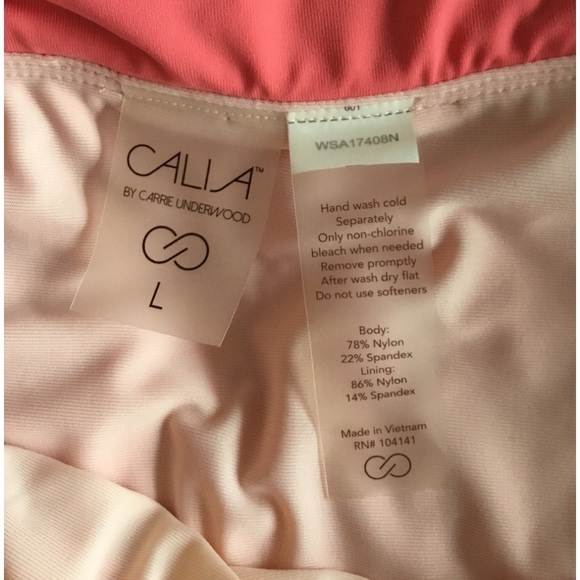 CALIA™
BY CARRIE UNDERWOOD
L
001
WSA17408N
Hand wash cold
Separately
Only non-chlorine
bleach when needed
Remove promptly
After wash dry flat
Do not use softeners
Body:
78% Nylon
22% Spandex
Lining:
86% Nylon
14% Spandex
Made in Vietnam
RN# 104141